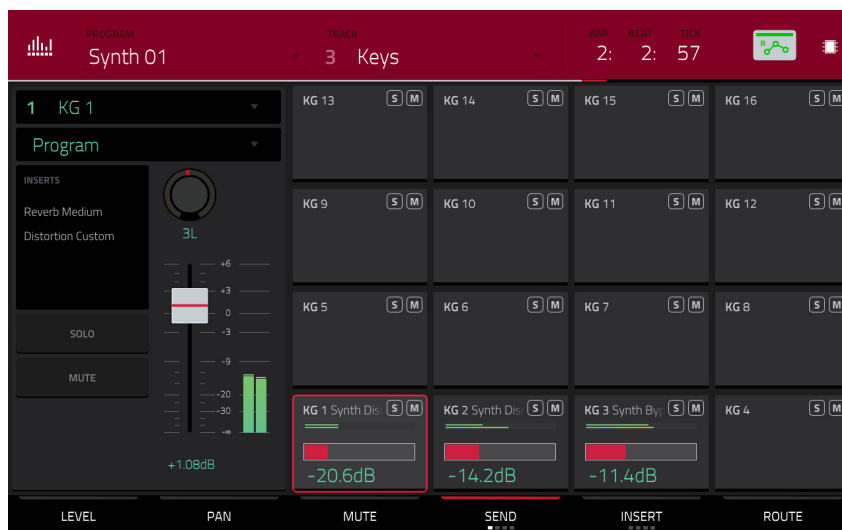 PROGRAM
TRACK
BAR BEAT TICK
Synth 01
3 Keys
2: 2: 57
R
1 KG 1
Program
INSERTS
Reverb Medium
Distortion Custom
3L
+6
+3
0
-3
-9
-20
-30
-∞
SOLO
MUTE
+1.08dB
KG 13 S M
KG 14 S M
KG 15 S M
KG 16 S M
KG 9 S M
KG 10 S M
KG 11 S M
KG 12 S M
KG 5 S M
KG 6 S M
KG 7 S M
KG 8 S M
KG 1 Synth Dis S M
KG 2 Synth Dis S M
KG 3 Synth Byp S M
KG 4 S M
-20.6dB
-14.2dB
-11.4dB
LEVEL
PAN
MUTE
SEND
INSERT
ROUTE